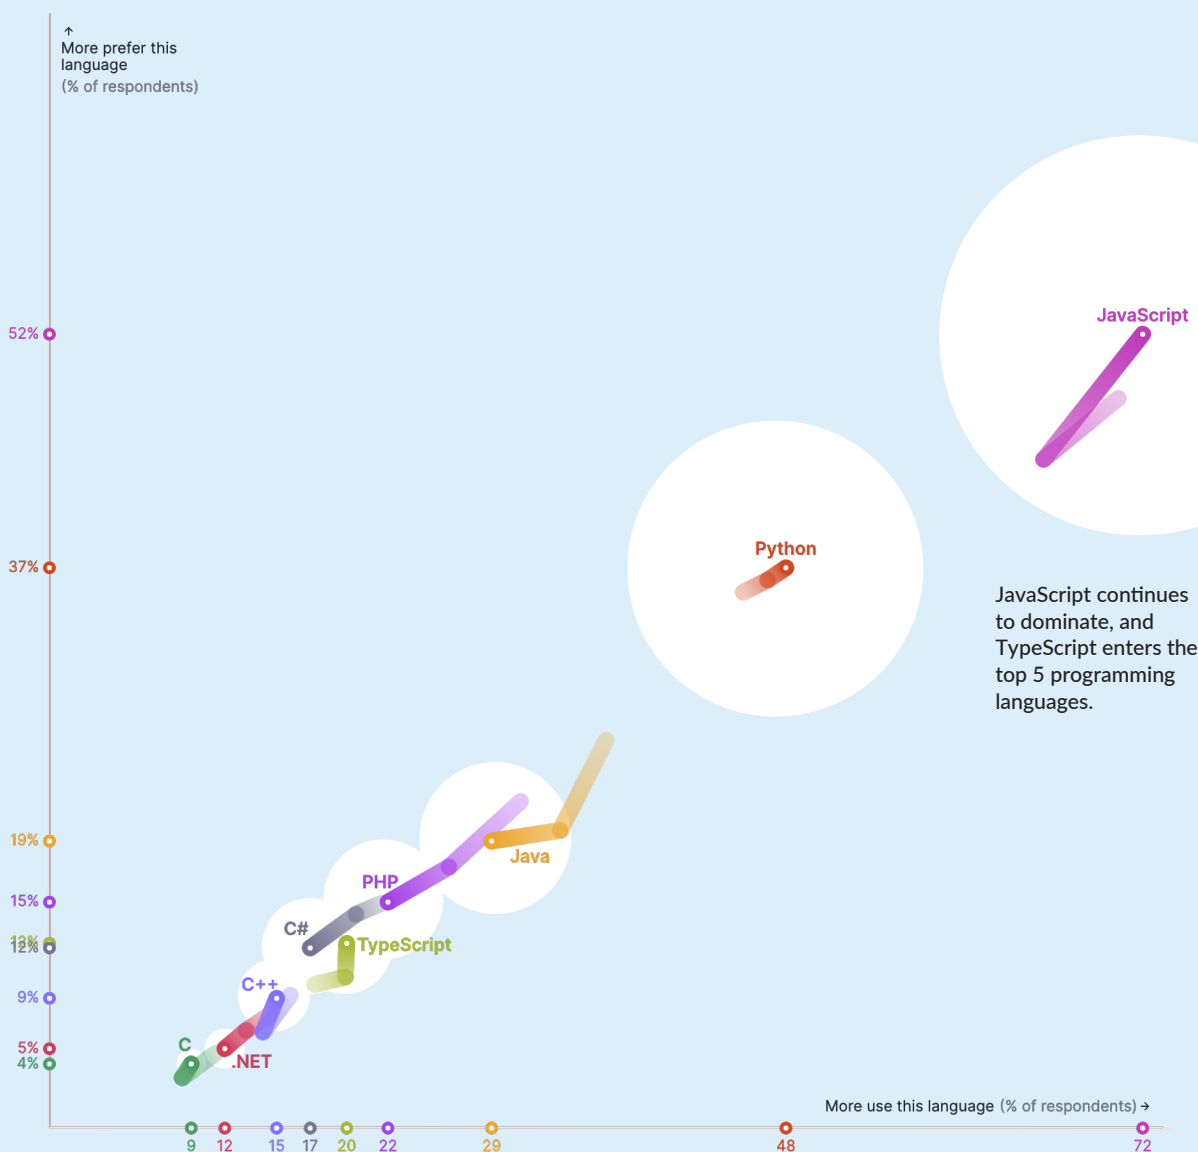 ↑
More prefer this
language
(% of respondents)
JavaScript
52%
Python
37%
JavaScript continues
to dominate, and
TypeScript enters the
top 5 programming
languages.
19%
Java
PHP
15%
C#
TypeScript
12%
C++
9%
C
5%
.NET
4%
More use this language (% of respondents) →
9 12 15 17 20 22 29 48 72